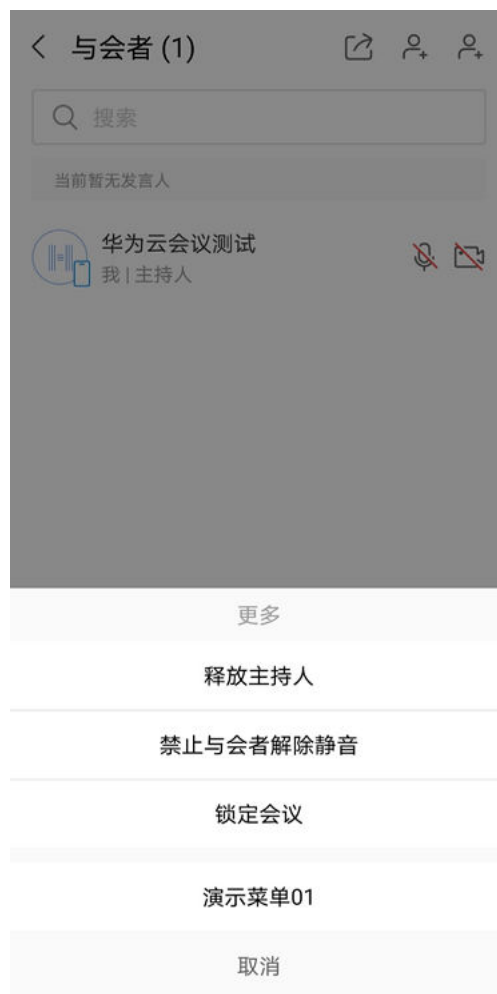 与会者 (1)
搜索
当前暂无发言人
华为云会议测试
我 | 主持人
更多
释放主持人
禁止与会者解除静音
锁定会议
演示菜单01
取消